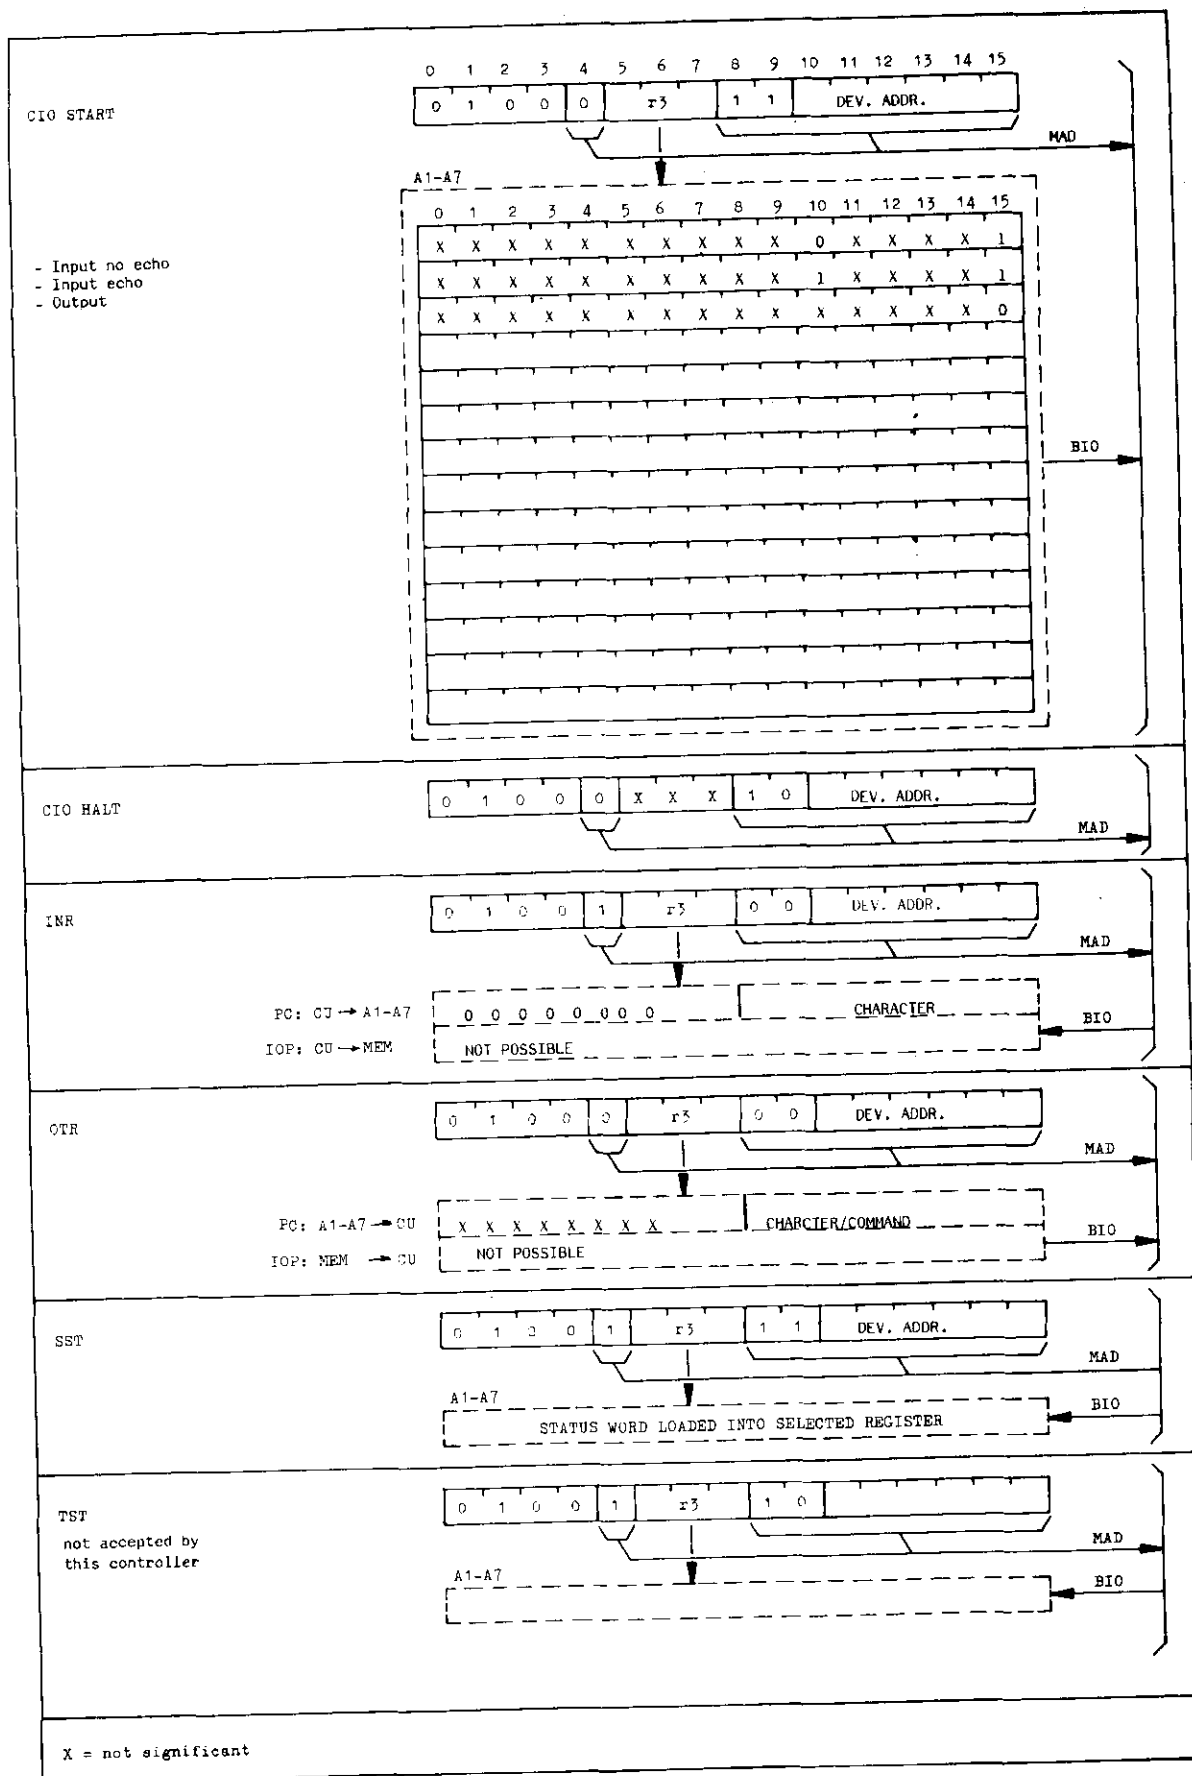 0 1 2 3 4 5 6 7 8 9 10 11 12 13 14 15
CIO START
0 1 0 0 0 r3 1 1 DEV. ADDR.
MAD
A1-A7
0 1 2 3 4 5 6 7 8 9 10 11 12 13 14 15
- Input no echo
X X X X X X X X X X 0 X X X X 1
- Input echo
X X X X X X X X X X 1 X X X X 1
- Output
X X X X X X X X X X X X X X X 0
BIO
CIO HALT
0 1 0 0 0 X X X 1 0 DEV. ADDR.
MAD
INR
0 1 0 0 1 r3 0 0 DEV. ADDR.
MAD
PC: CU → A1-A7
0 0 0 0 0 0 0 0 CHARACTER
BIO
IOP: CU → MEM
NOT POSSIBLE
OTR
0 1 0 0 0 r3 0 0 DEV. ADDR.
MAD
PC: A1-A7 → CU
X X X X X X X X CHARCTER/COMMAND
BIO
IOP: MEM → CU
NOT POSSIBLE
SST
0 1 0 0 1 r3 1 1 DEV. ADDR.
MAD
A1-A7
BIO
STATUS WORD LOADED INTO SELECTED REGISTER
TST
0 1 0 0 1 r3 1 0
not accepted by
this controller
MAD
A1-A7
BIO
X = not significant